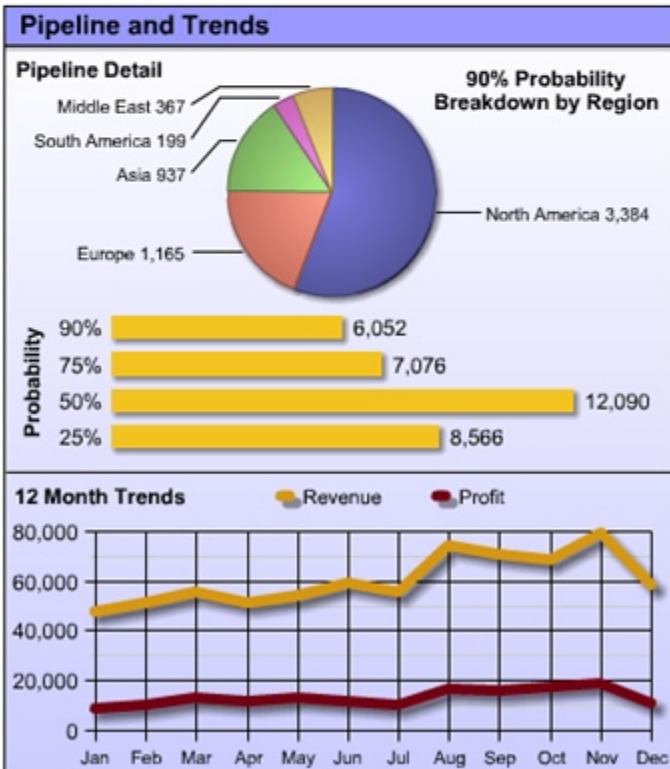 Pipeline and Trends
Pipeline Detail
90% Probability
Breakdown by Region
Middle East 367
South America 199
Asia 937
North America 3,384
Europe 1,165
Probability
90% 6,052
75% 7,076
50% 12,090
25% 8,566
12 Month Trends Revenue Profit
80,000
60,000
40,000
20,000
0
Jan Feb Mar Apr May Jun Jul Aug Sep Oct Nov Dec